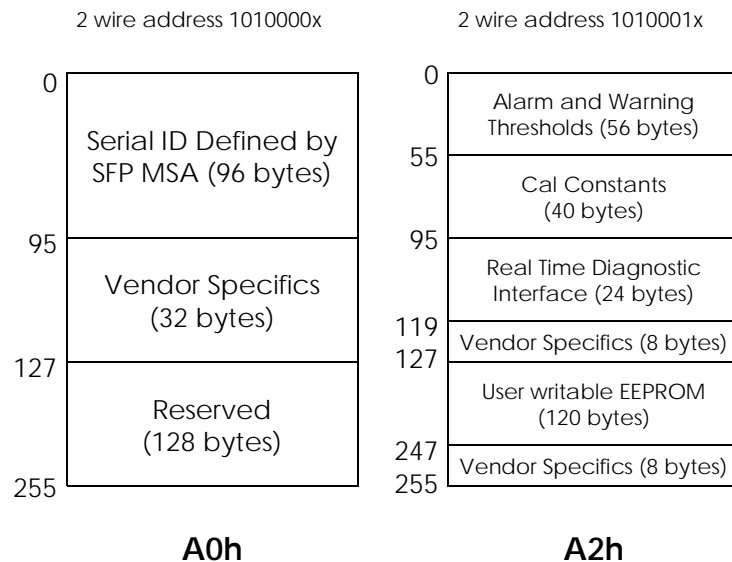 2 wire address 1010000x
0
Serial ID Defined by
SFP MSA (96 bytes)
95
Vendor Specifics
(32 bytes)
127
Reserved
(128 bytes)
255
A0h
2 wire address 1010001x
0
Alarm and Warning
Thresholds (56 bytes)
55
Cal Constants
(40 bytes)
95
Real Time Diagnostic
Interface (24 bytes)
119
Vendor Specifics (8 bytes)
127
User writable EEPROM
(120 bytes)
247
Vendor Specifics (8 bytes)
255
A2h